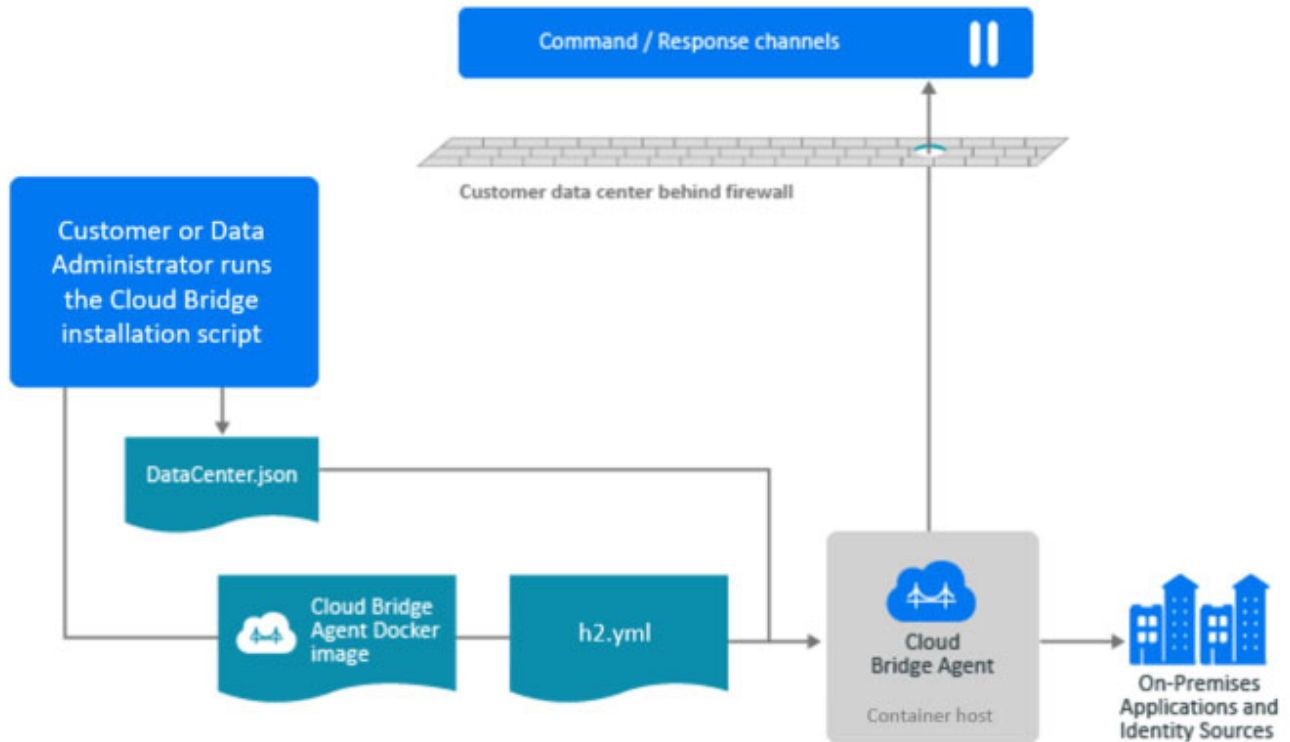 Command / Response channels
Customer data center behind firewall
Customer or Data
Administrator runs
the Cloud Bridge
installation script
DataCenter.json
Cloud Bridge
Agent Docker
image
h2.yml
Cloud
Bridge Agent
Container host
On-Premises
Applications and
Identity Sources